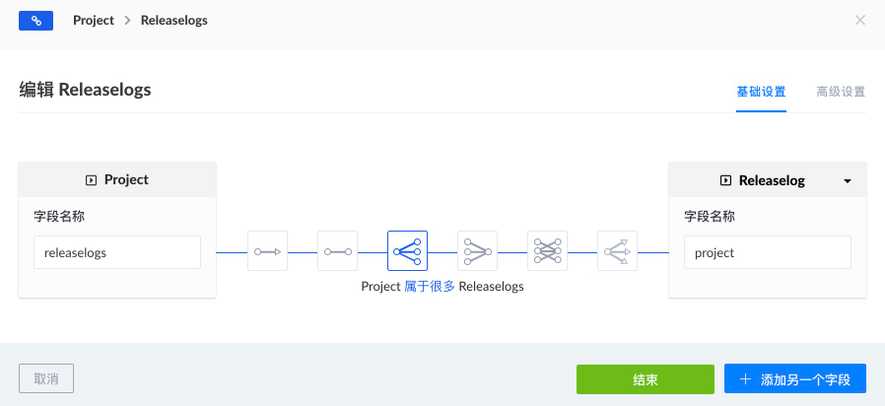 Project > Releaselogs
编辑 Releaselogs
基础设置 高级设置
Project
Releaselog
字段名称
字段名称
releaselogs
project
Project 属于很多 Releaselogs
取消
结束
+ 添加另一个字段